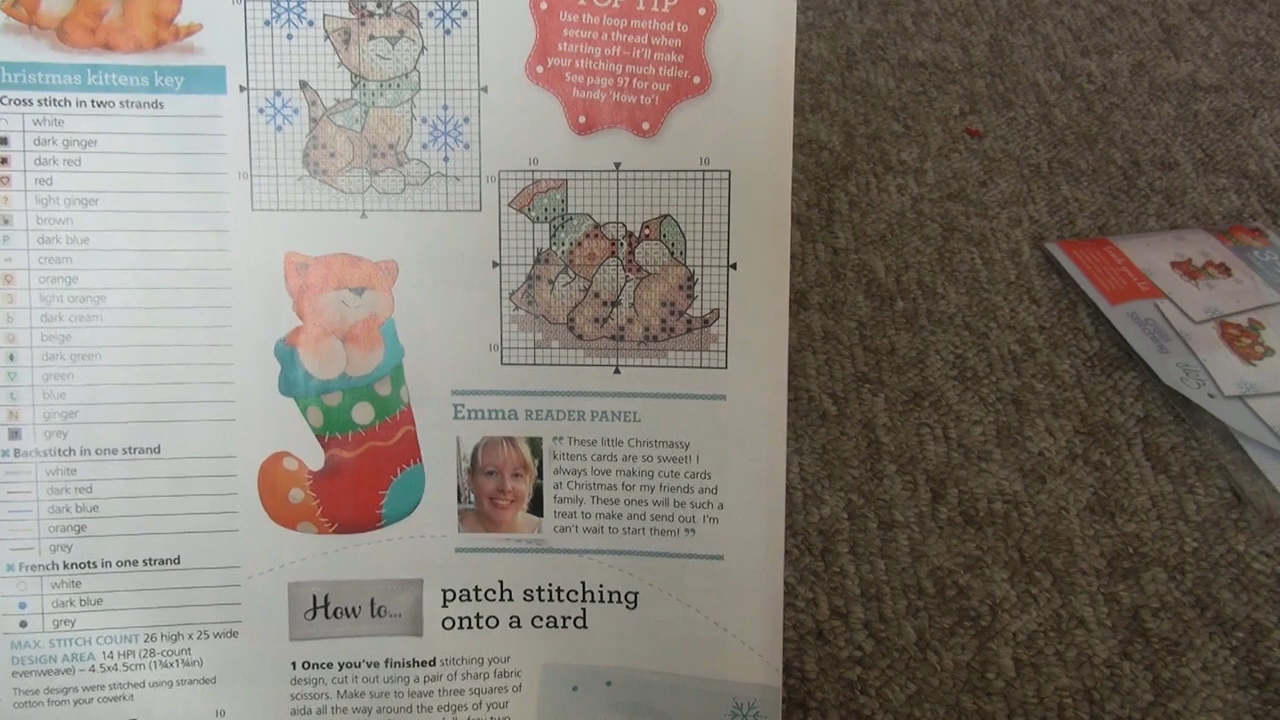 hristmas kittens key
Cross stitch in two strands
white
dark ginger
dark red
red
light ginger
brown
P dark blue
cream
orange
3 light orange
b dark cream
beige
dark green
green
blue
N ginger
grey
Backstitch in one strand
white
dark red
dark blue
orange
grey
French knots in one strand
white
dark blue
grey
MAX. STITCH COUNT 26 high x 25 wide
DESIGN AREA 14 HPI (28-count
evenweave) – 4.5x4.5cm (1¾x1¾in)
These designs were stitched using stranded
cotton from your coverkit
10
10
10
TOP TIP
Use the loop method to
secure a thread when
starting off – it'll make
your stitching much tidier.
See page 97 for our
handy 'How to'!
10
10
10
10
Emma READER PANEL
“ These little Christmassy
kittens cards are so sweet! I
always love making cute cards
at Christmas for my friends and
family. These ones will be such a
treat to make and send out. I'm
can't wait to start them! ”
How to...
patch stitching
onto a card
1 Once you've finished stitching your
design, cut it out using a pair of sharp fabric
scissors. Make sure to leave three squares of
aida all the way around the edges of your